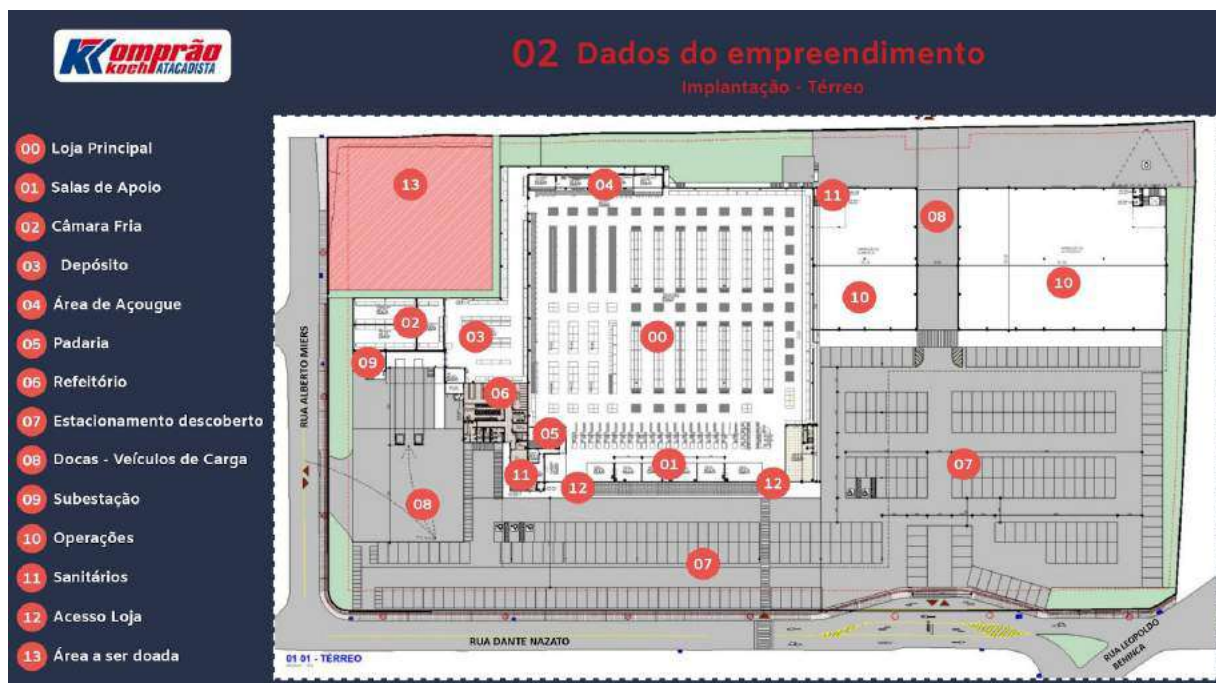 Komprão
koch ATACADISTA
02 Dados do empreendimento
Implantação - Térreo
00 Loja Principal
01 Salas de Apoio
02 Câmara Fria
03 Depósito
04 Área de Açougue
05 Padaria
06 Refeitório
07 Estacionamento descoberto
08 Docas - Veículos de Carga
09 Subestação
10 Operações
11 Sanitários
12 Acesso Loja
13 Área a ser doada
13
04
11
08
02
03
00
10
10
09
06
05
01
07
11
12
12
08
07
RUA ALBERTO MIERS
RUA DANTE NAZATO
RUA LEOPOLDO
BENINCA
01 01 - TÉRREO